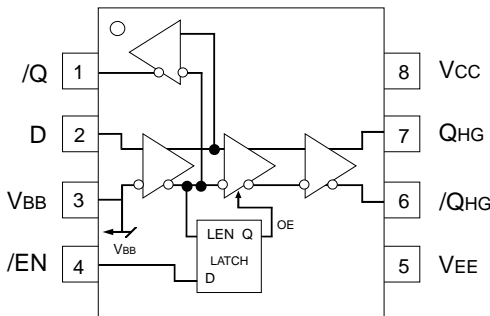 /Q 1 8 VCC
D 2 7 QHG
VBB 3 6 /QHG
VBB
OE
LEN Q
LATCH
D
/EN 4 5 VEE